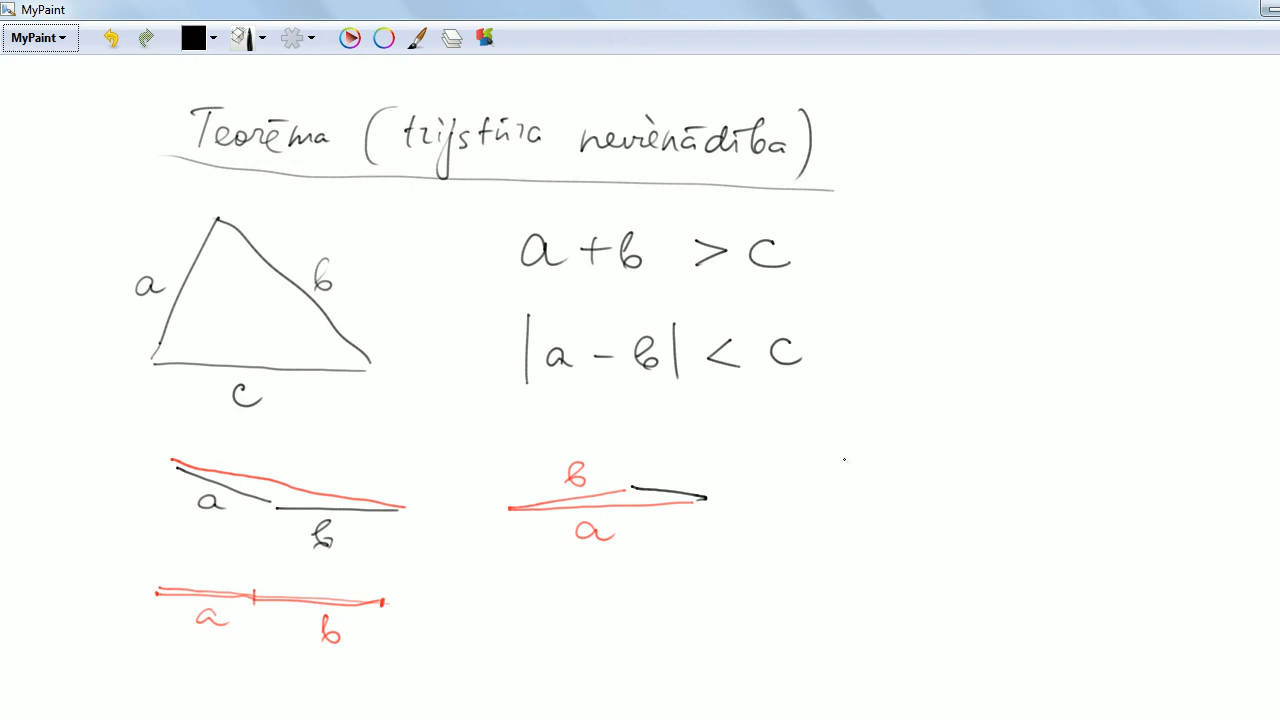 MyPaint
MyPaint
Teorēma (trijstūra nevienādība)
a b c
a + b > c
|a - b| < c
a b
b a
a b